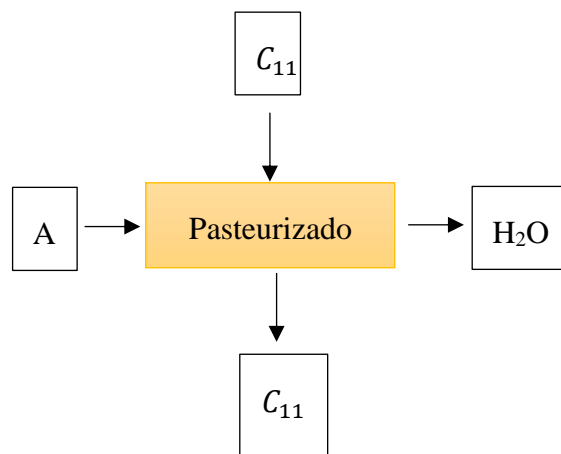 C₁₁
A
Pasteurizado
H₂O
C₁₁